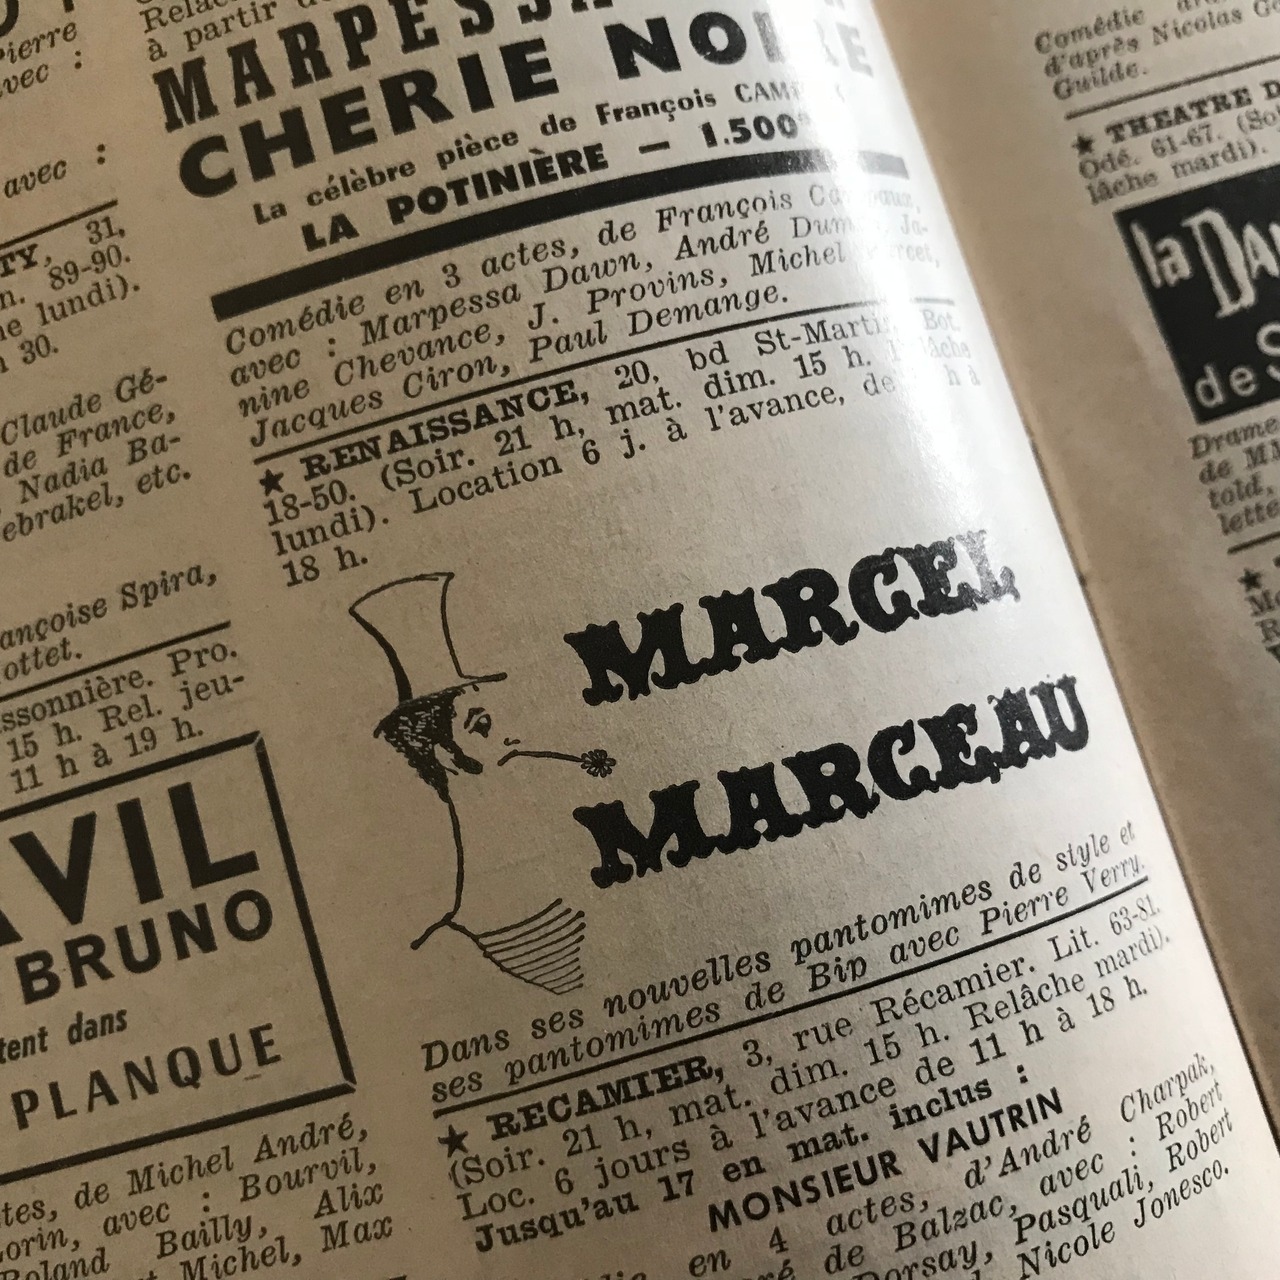 Pierre
avec :
avec :
TY, 31,
89-90.
lundi).
30.
Claude Gé-
de France,
Nadia Ba-
ebrakel, etc.
ançoise Spira,
ottet.
ssonnière. Pro.
15 h. Rel. jeu-
11 h à 19 h.
AVIL
BRUNO
tent dans
PLANQUE
tes, de Michel André,
avec : Bourvil,
Roland Bailly, Alix
Michel, Max
à partir
MARPESSA
CHERIE NOIRE
La célèbre pièce de François
LA POTINIÈRE — 1.500
Comédie en 3 actes, de François
avec : Marpessa Dawn, André Ja-
nine Chevance, J. Provins, Michel
Jacques Ciron, Paul Demange.
★ RENAISSANCE, 20, bd St-Martin. Bot.
18-50. (Soir. 21 h, mat. dim. 15 h. Relâche
lundi). Location 6 j. à l'avance, de h à
18 h.
MARCEL
MARCEAU
Dans ses nouvelles pantomimes de style et
ses pantomimes de Bip avec Pierre Verry.
★ RECAMIER, 3, rue Récamier. Lit. 63-81.
(Soir. 21 h, mat. dim. 15 h. Relâche mardi).
Loc. 6 jours à l'avance de 11 h à 18 h.
Jusqu'au 17 en mat. inclus :
MONSIEUR VAUTRIN
en 4 actes, d'André Charpak,
de Balzac, avec : Robert
Dorsay, Pasquali, Robert
Nicole Jonesco.
Comédie
d'après Nicolas
Guilde.
★ THEATRE
Odé. 61-67.
lâche mardi).
la
de
Drame
de
told,
lette
★